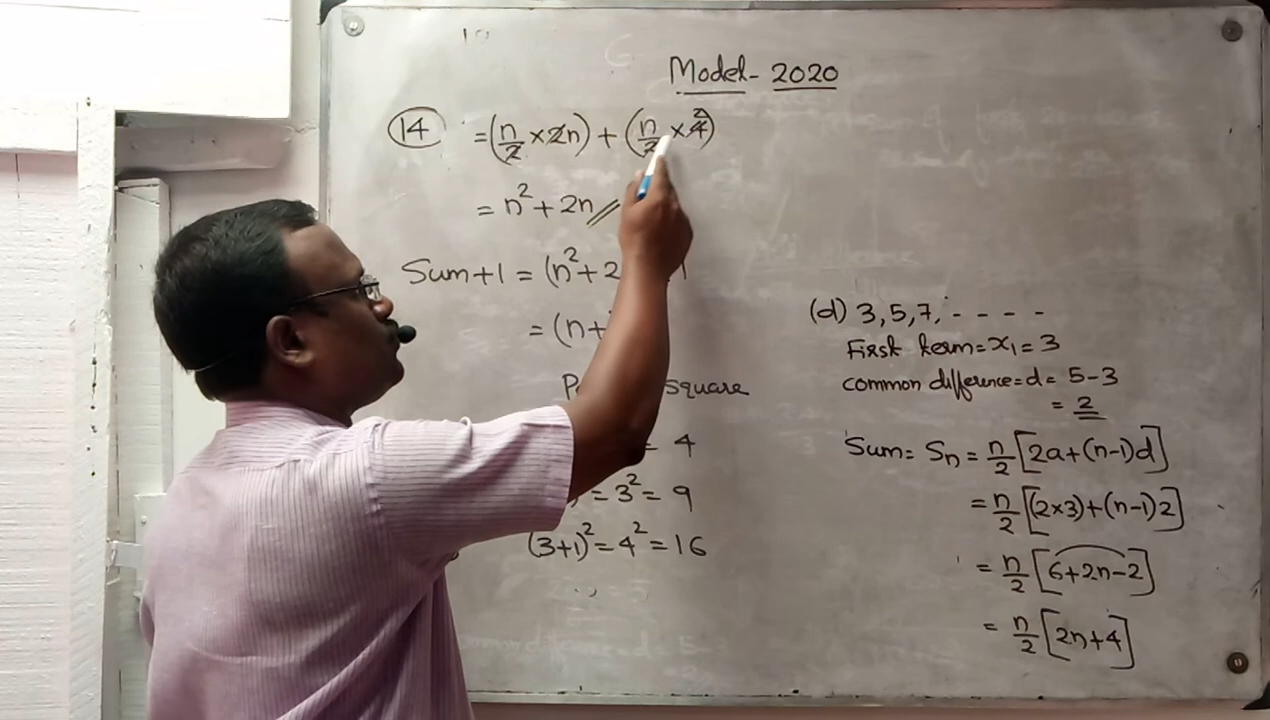 Model- 2020
14 = (n/2 × 2n) + (n/2 × 4) 2
= n² + 2n
Sum+1 = (n² + 2
= (n+
square
= 4
= 3² = 9
(3+1)² = 4² = 16
(d) 3, 5, 7, - - - -
First term = x₁ = 3
common difference = d = 5-3
= 2
Sum = Sn = n/2 [2a+(n-1)d]
= n/2 [(2×3)+(n-1)2]
= n/2 [6+2n-2]
= n/2 [2n+4]